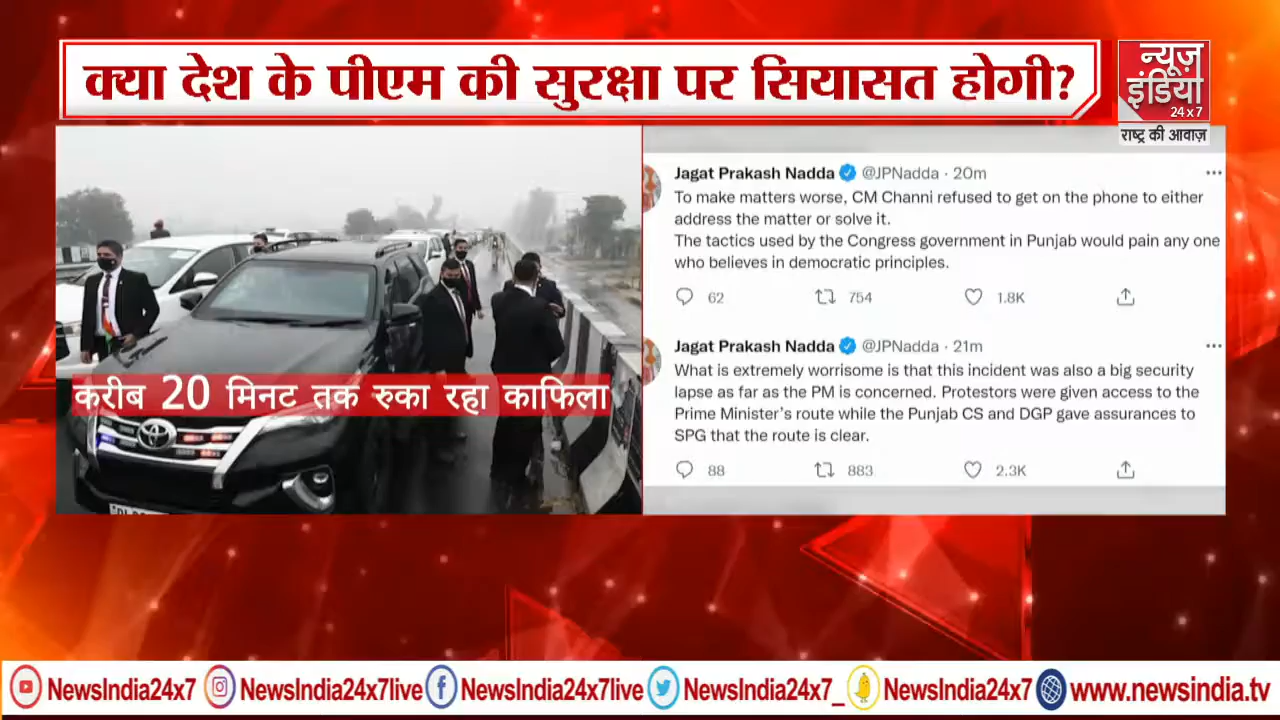 क्या देश के पीएम की सुरक्षा पर सियासत होगी?
न्यूज़
इंडिया
24x7
राष्ट्र की आवाज़
करीब 20 मिनट तक रुका रहा काफिला
Jagat Prakash Nadda @JPNadda · 20m
To make matters worse, CM Channi refused to get on the phone to either
address the matter or solve it.
The tactics used by the Congress government in Punjab would pain any one
who believes in democratic principles.
62 754 1.8K
Jagat Prakash Nadda @JPNadda · 21m
What is extremely worrisome is that this incident was also a big security
lapse as far as the PM is concerned. Protestors were given access to the
Prime Minister's route while the Punjab CS and DGP gave assurances to
SPG that the route is clear.
88 883 2.3K
NewsIndia24x7 NewsIndia24x7live NewsIndia24x7live NewsIndia24x7_ NewsIndia24x7 www.newsindia.tv